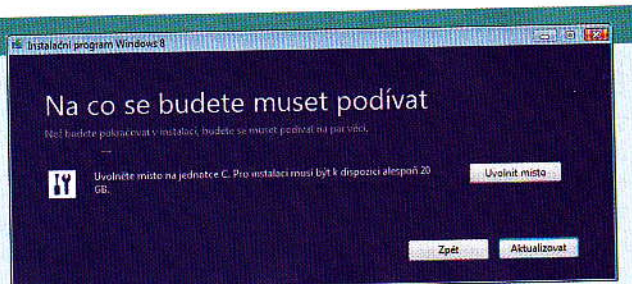 Instalační program Windows 8
Na co se budete muset podívat
Než budete pokračovat v instalaci, budete se muset podívat na pár věcí.
Uvolněte místo na jednotce C. Pro instalaci musí být k dispozici alespoň 20
GB.
Uvolnit místo
Zpět
Aktualizovat